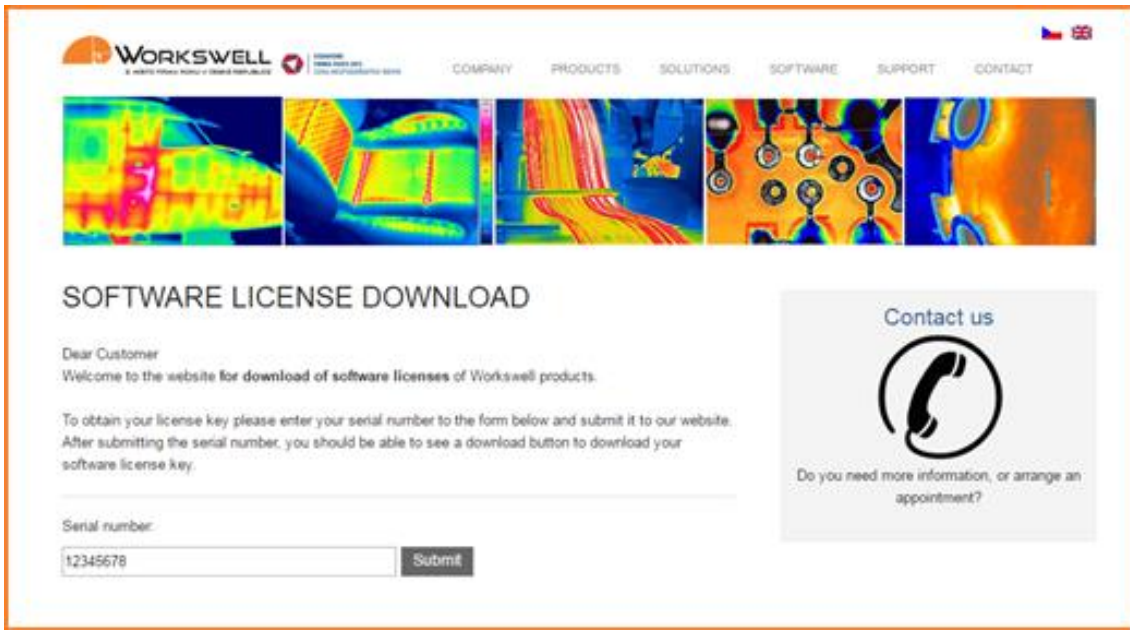 WORKSWELL
COMPANY PRODUCTS SOLUTIONS SOFTWARE SUPPORT CONTACT
SOFTWARE LICENSE DOWNLOAD
Dear Customer
Welcome to the website for download of software licenses of Workswell products.
To obtain your license key please enter your serial number to the form below and submit it to our website.
After submitting the serial number, you should be able to see a download button to download your
software license key.
Serial number:
12345678 Submit
Contact us
Do you need more information, or arrange an
appointment?